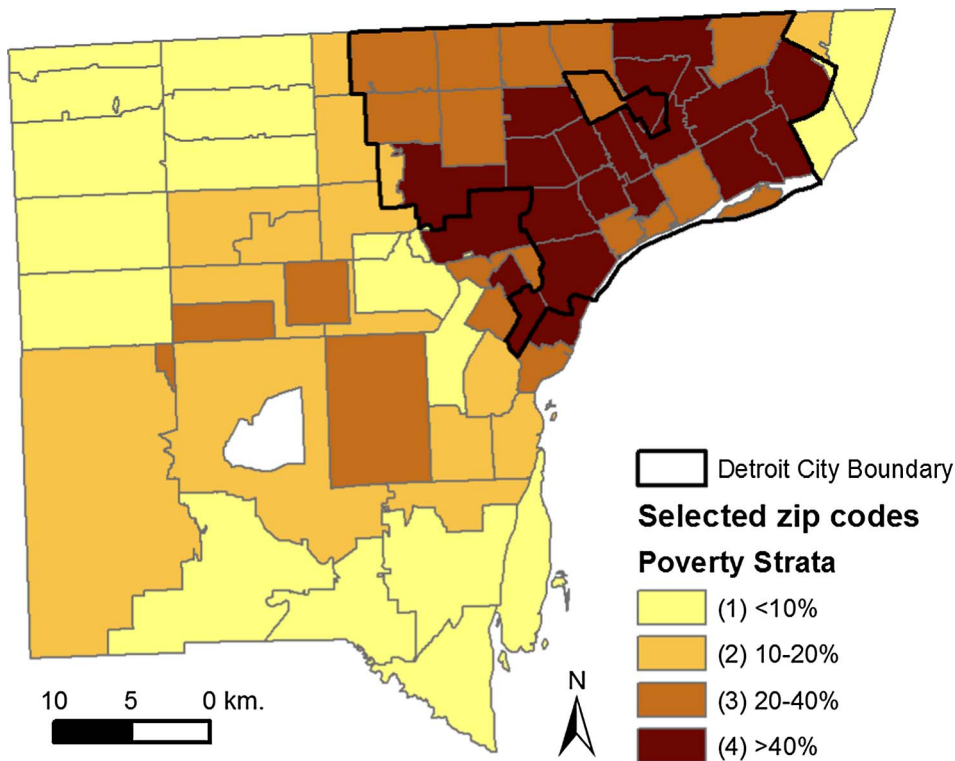 Detroit City Boundary
Selected zip codes
Poverty Strata
(1) <10%
(2) 10-20%
(3) 20-40%
(4) >40%
10 5 0 km.
N